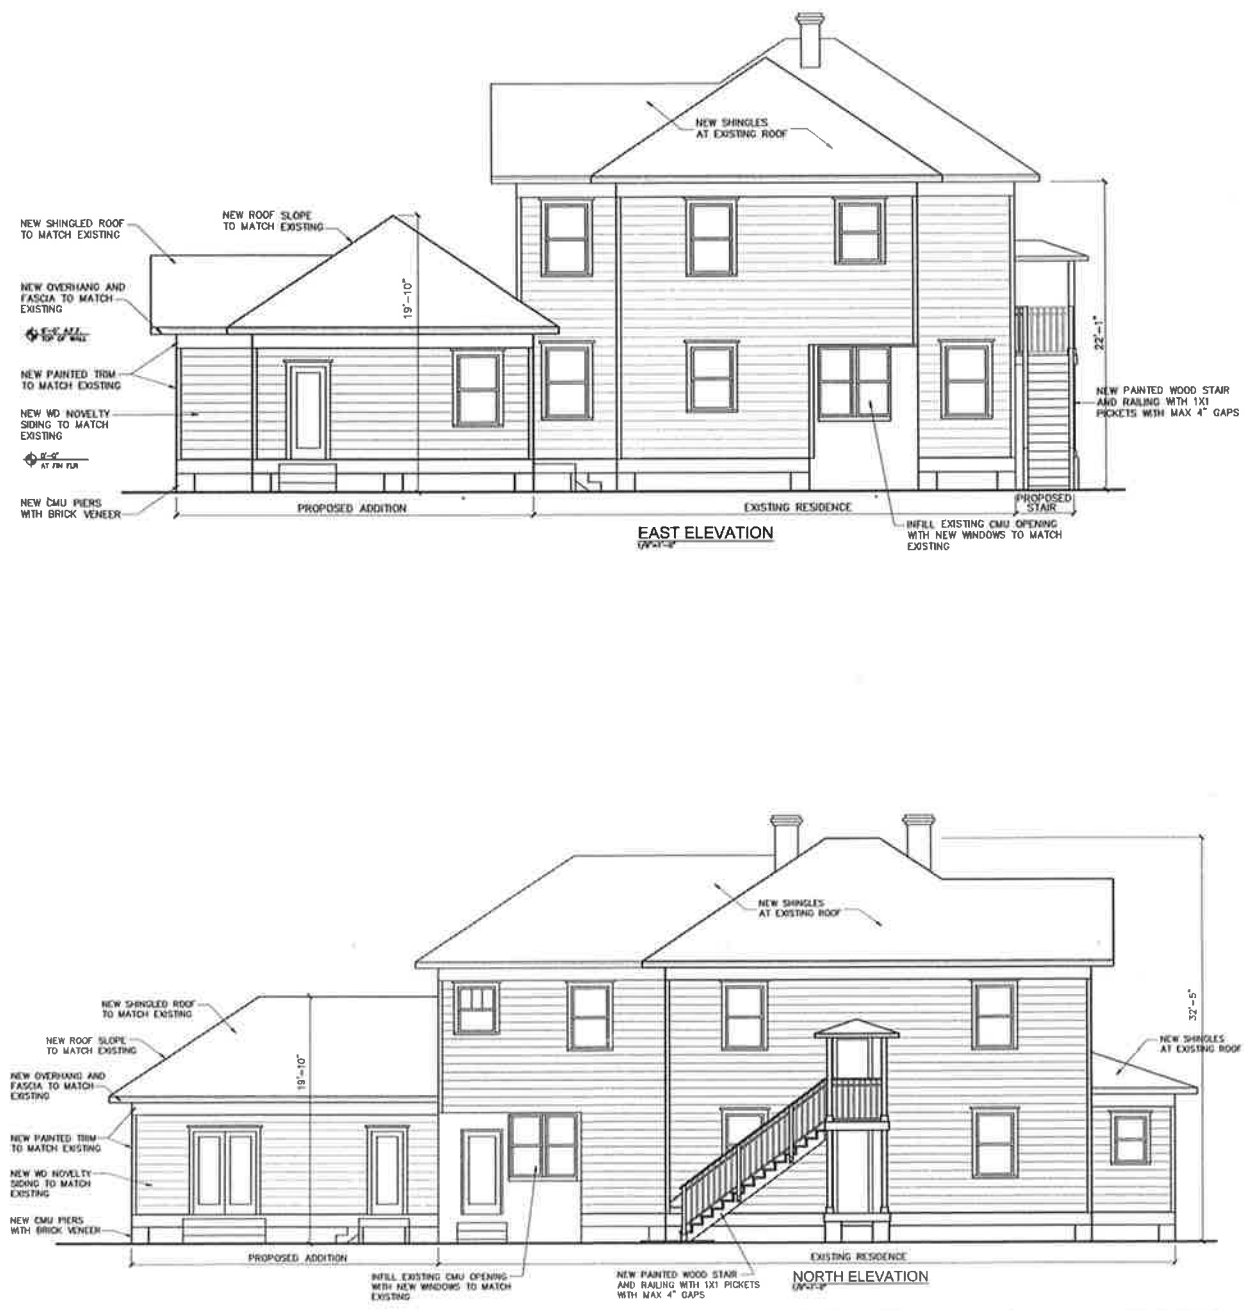 NEW SHINGLES
AT EXISTING ROOF
NEW SHINGLED ROOF
TO MATCH EXISTING
NEW ROOF SLOPE
TO MATCH EXISTING
NEW OVERHANG AND
FASCIA TO MATCH
EXISTING
19'-10"
22'-1"
TOP OF WALL
NEW PAINTED TRIM
TO MATCH EXISTING
NEW WD NOVELTY
SIDING TO MATCH
EXISTING
0'-0"
AT FIN FLR
NEW CMU PIERS
WITH BRICK VENEER
NEW PAINTED WOOD STAIR
AND RAILING WITH 1X1
PICKETS WITH MAX 4" GAPS
PROPOSED ADDITION
EXISTING RESIDENCE
PROPOSED
STAIR
INFILL EXISTING CMU OPENING
WITH NEW WINDOWS TO MATCH
EXISTING
EAST ELEVATION
NEW SHINGLES
AT EXISTING ROOF
32'-5"
NEW SHINGLED ROOF
TO MATCH EXISTING
NEW ROOF SLOPE
TO MATCH EXISTING
NEW OVERHANG AND
FASCIA TO MATCH
EXISTING
19'-10"
NEW SHINGLES
AT EXISTING ROOF
NEW PAINTED TRIM
TO MATCH EXISTING
NEW WD NOVELTY
SIDING TO MATCH
EXISTING
NEW CMU PIERS
WITH BRICK VENEER
PROPOSED ADDITION
EXISTING RESIDENCE
INFILL EXISTING CMU OPENING
WITH NEW WINDOWS TO MATCH
EXISTING
NEW PAINTED WOOD STAIR
AND RAILING WITH 1X1 PICKETS
WITH MAX 4" GAPS
NORTH ELEVATION